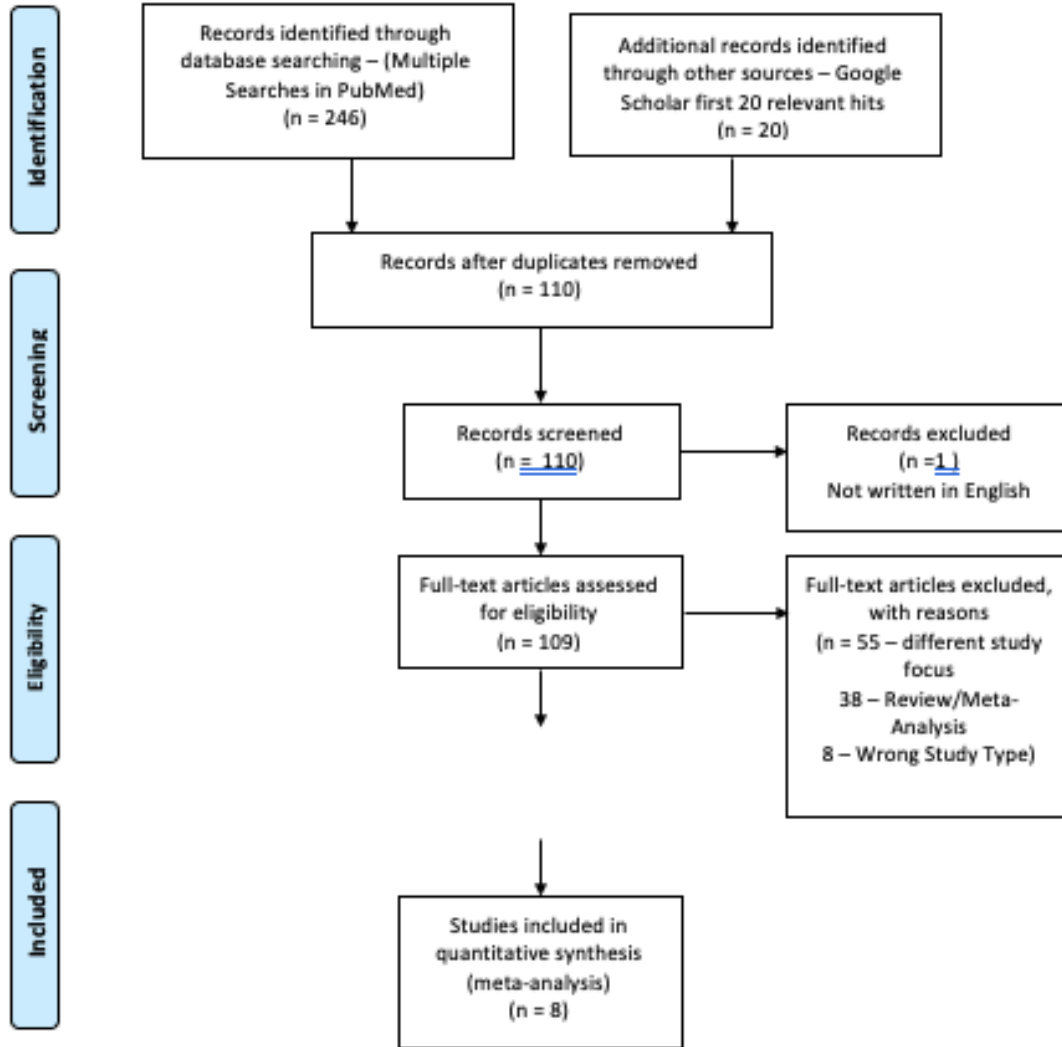 Identification
Records identified through
database searching – (Multiple
Searches in PubMed)
(n = 246)
Additional records identified
through other sources – Google
Scholar first 20 relevant hits
(n = 20)
Records after duplicates removed
(n = 110)
Screening
Records screened
(n = 110)
Records excluded
(n =1 )
Not written in English
Eligibility
Full-text articles assessed
for eligibility
(n = 109)
Full-text articles excluded,
with reasons
(n = 55 – different study
focus
38 – Review/Meta-
Analysis
8 – Wrong Study Type)
Included
Studies included in
quantitative synthesis
(meta-analysis)
(n = 8)